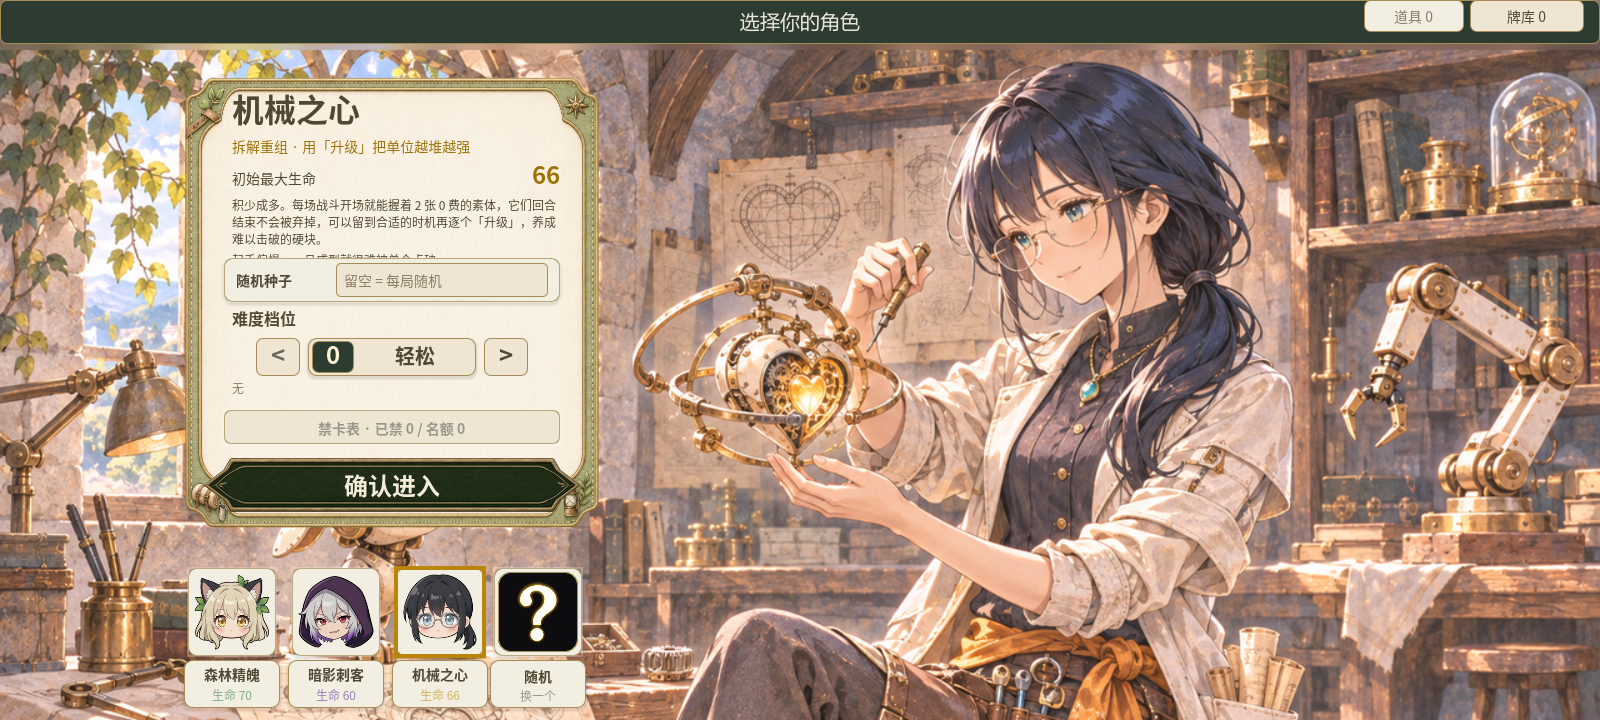 选择你的角色
道具 0
牌库 0
机械之心
拆解重组 · 用「升级」把单位越堆越强
初始最大生命
66
积少成多。每场战斗开场就能握着 2 张 0 费的素体，它们回合
结束不会被弃掉，可以留到合适的时机再逐个「升级」，养成
难以击破的硬块。
随机种子
留空 = 每局随机
难度档位
<
0
轻松
>
无
禁卡表 · 已禁 0 / 名额 0
确认进入
森林精魄
生命 70
暗影刺客
生命 60
机械之心
生命 66
随机
换一个